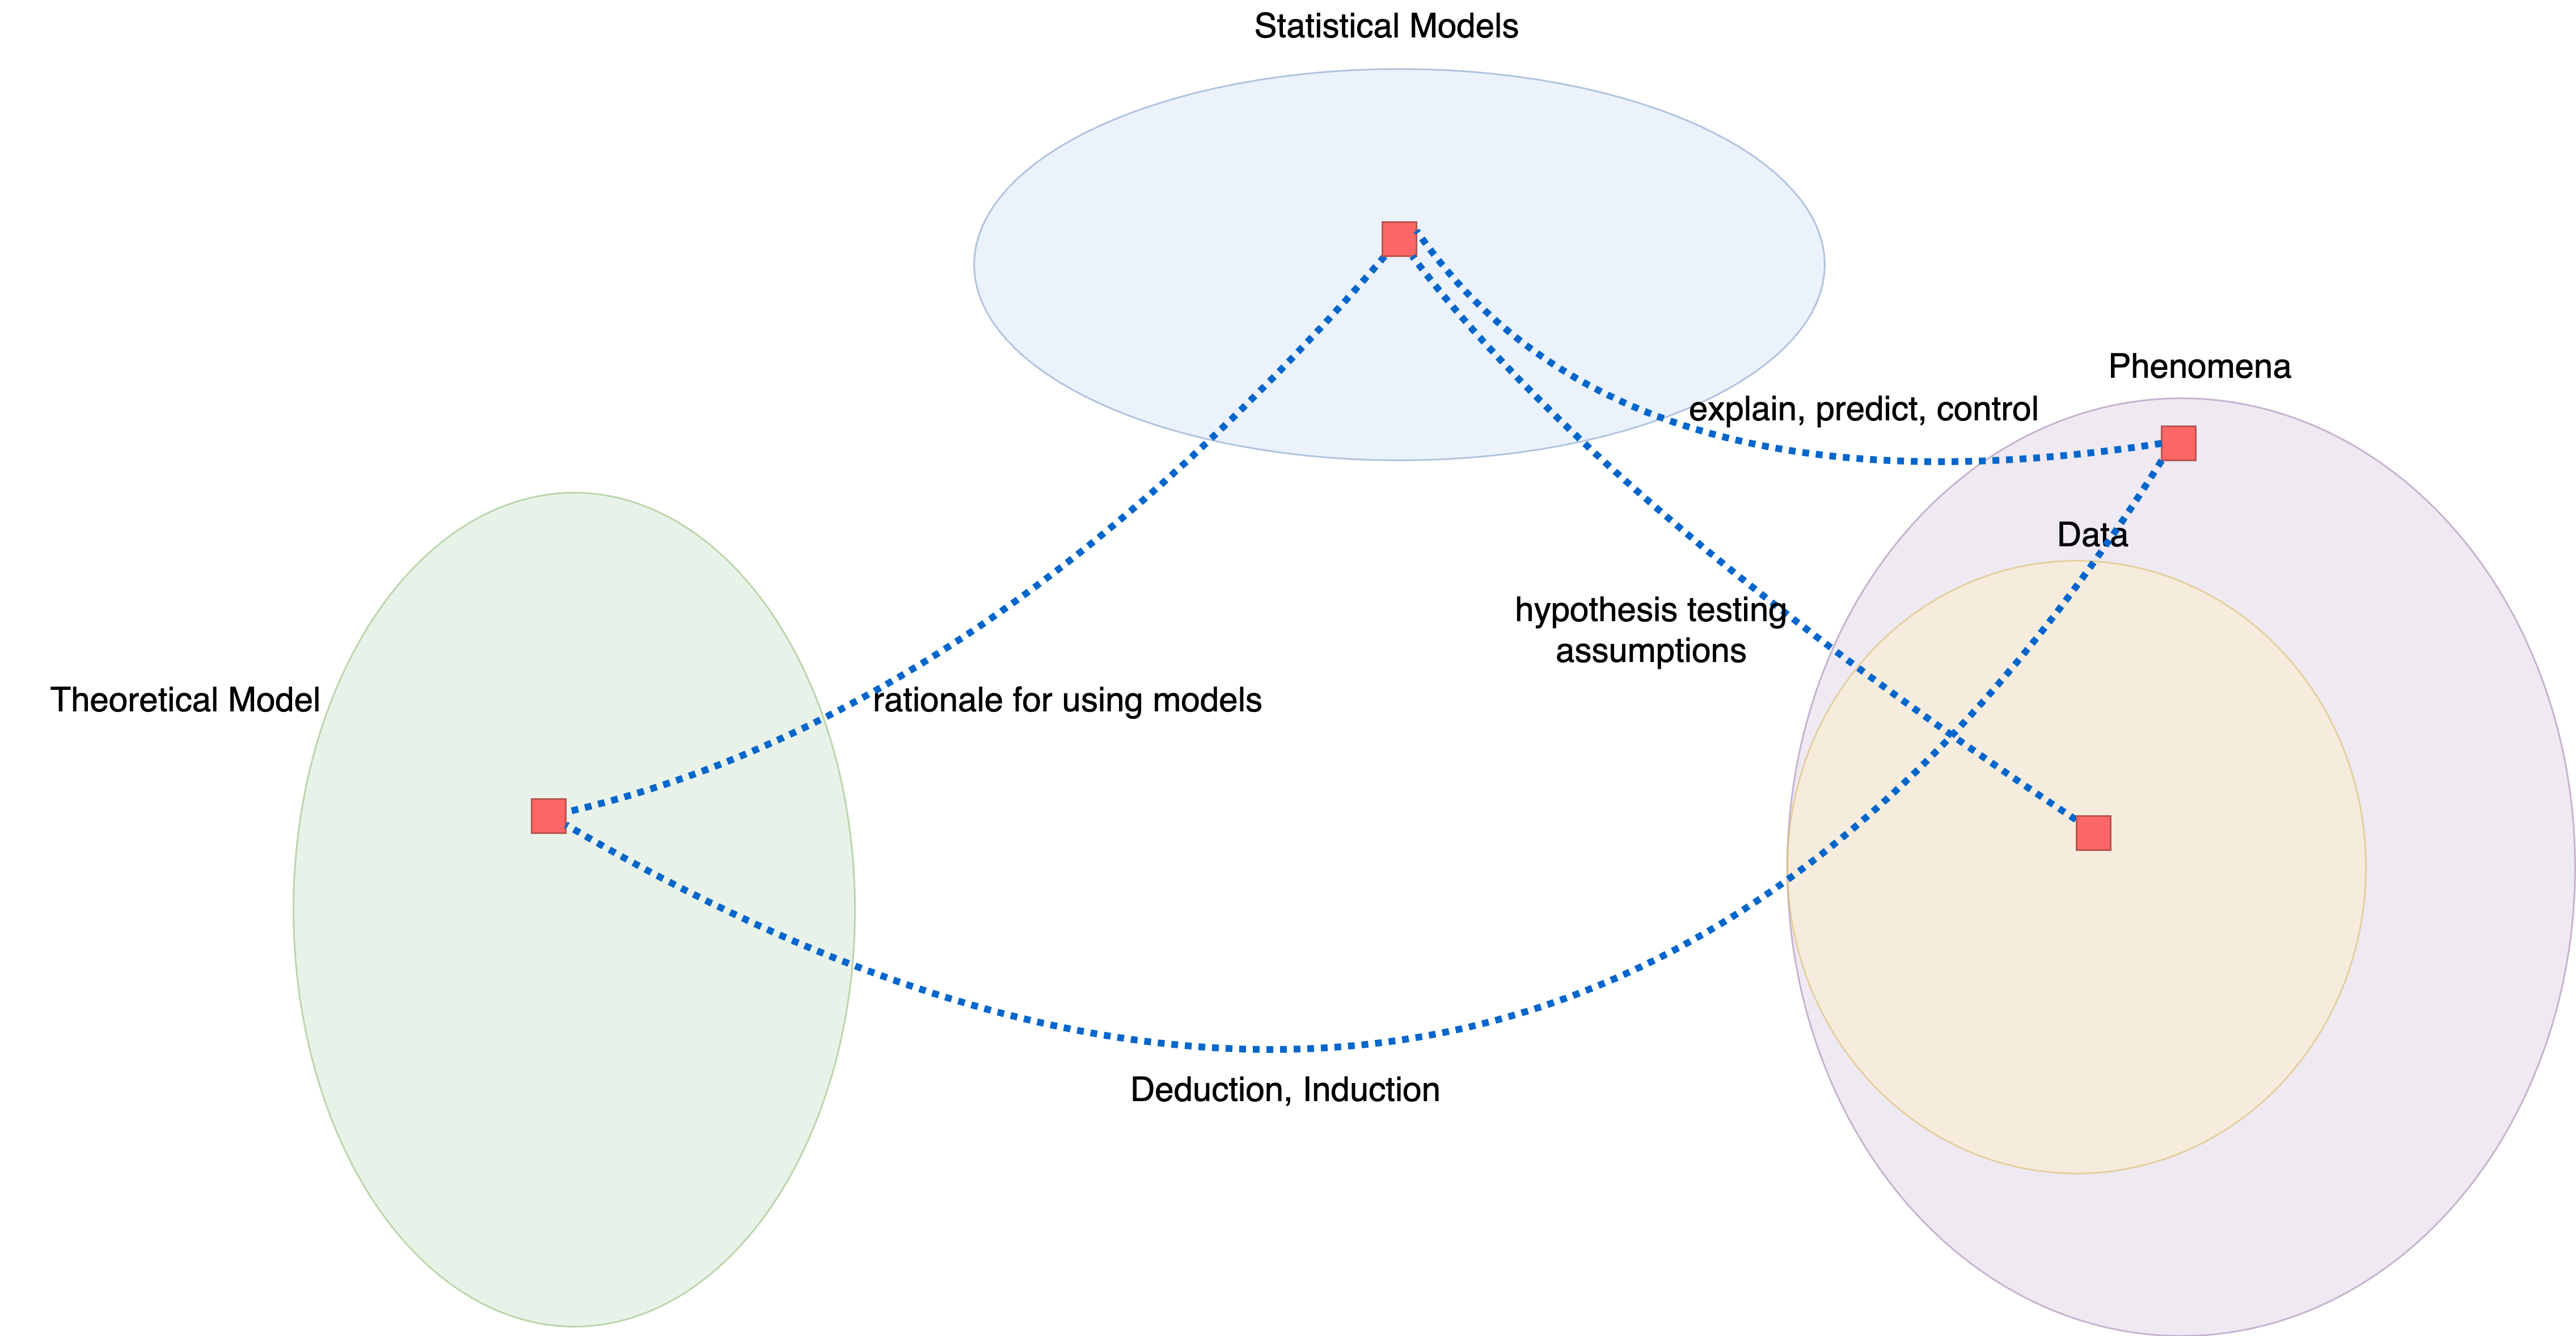 Statistical Models
Phenomena
explain, predict, control
Data
hypothesis testing
assumptions
Theoretical Model
rationale for using models
Deduction, Induction